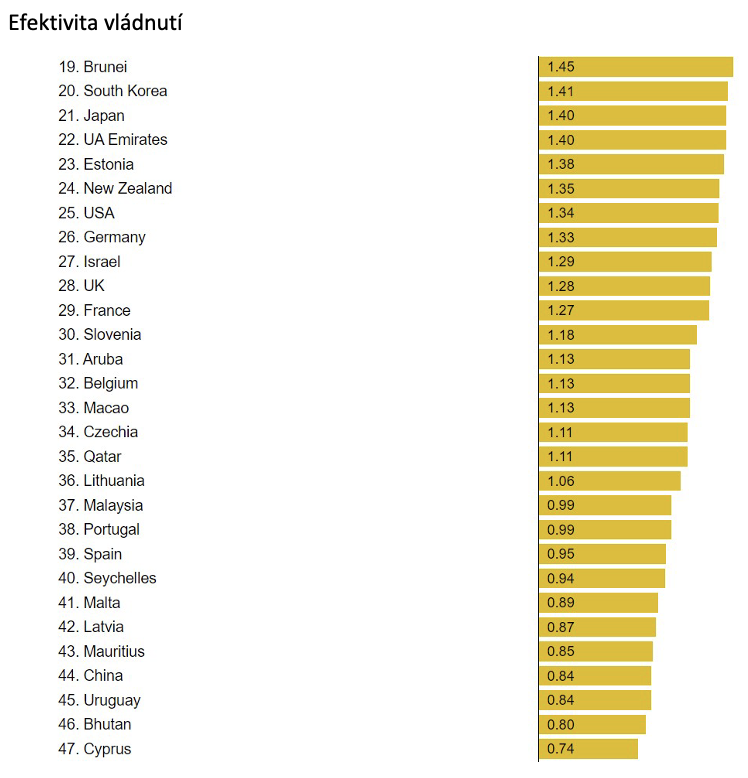 Efektivita vládnutí
19. Brunei 1.45
20. South Korea 1.41
21. Japan 1.40
22. UA Emirates 1.40
23. Estonia 1.38
24. New Zealand 1.35
25. USA 1.34
26. Germany 1.33
27. Israel 1.29
28. UK 1.28
29. France 1.27
30. Slovenia 1.18
31. Aruba 1.13
32. Belgium 1.13
33. Macao 1.13
34. Czechia 1.11
35. Qatar 1.11
36. Lithuania 1.06
37. Malaysia 0.99
38. Portugal 0.99
39. Spain 0.95
40. Seychelles 0.94
41. Malta 0.89
42. Latvia 0.87
43. Mauritius 0.85
44. China 0.84
45. Uruguay 0.84
46. Bhutan 0.80
47. Cyprus 0.74